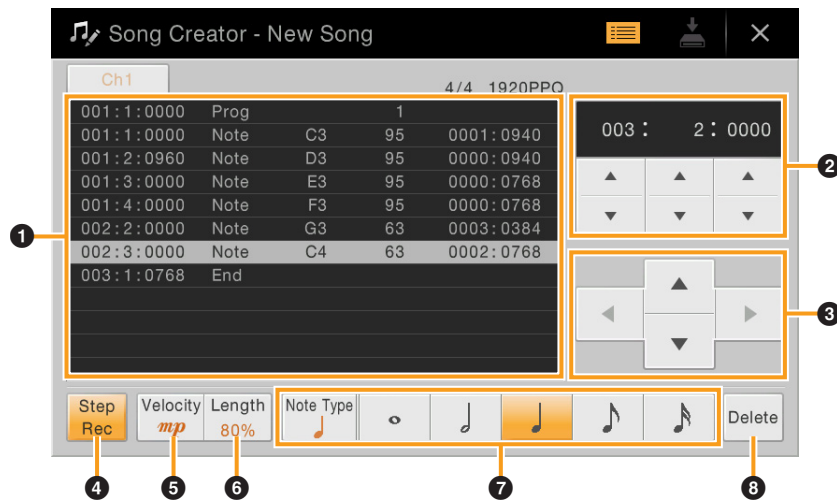 Song Creator - New Song
Ch1
4/4 1920PPQ
001:1:0000 Prog 1
001:1:0000 Note C3 95 0001:0940
001:2:0960 Note D3 95 0000:0940
001:3:0000 Note E3 95 0000:0768
001:4:0000 Note F3 95 0000:0768
002:2:0000 Note G3 63 0003:0384
002:3:0000 Note C4 63 0002:0768
003:1:0768 End
003: 2: 0000
1
2
3
Step Rec
Velocity mp
Length 80%
Note Type
Delete
4
5
6
7
8